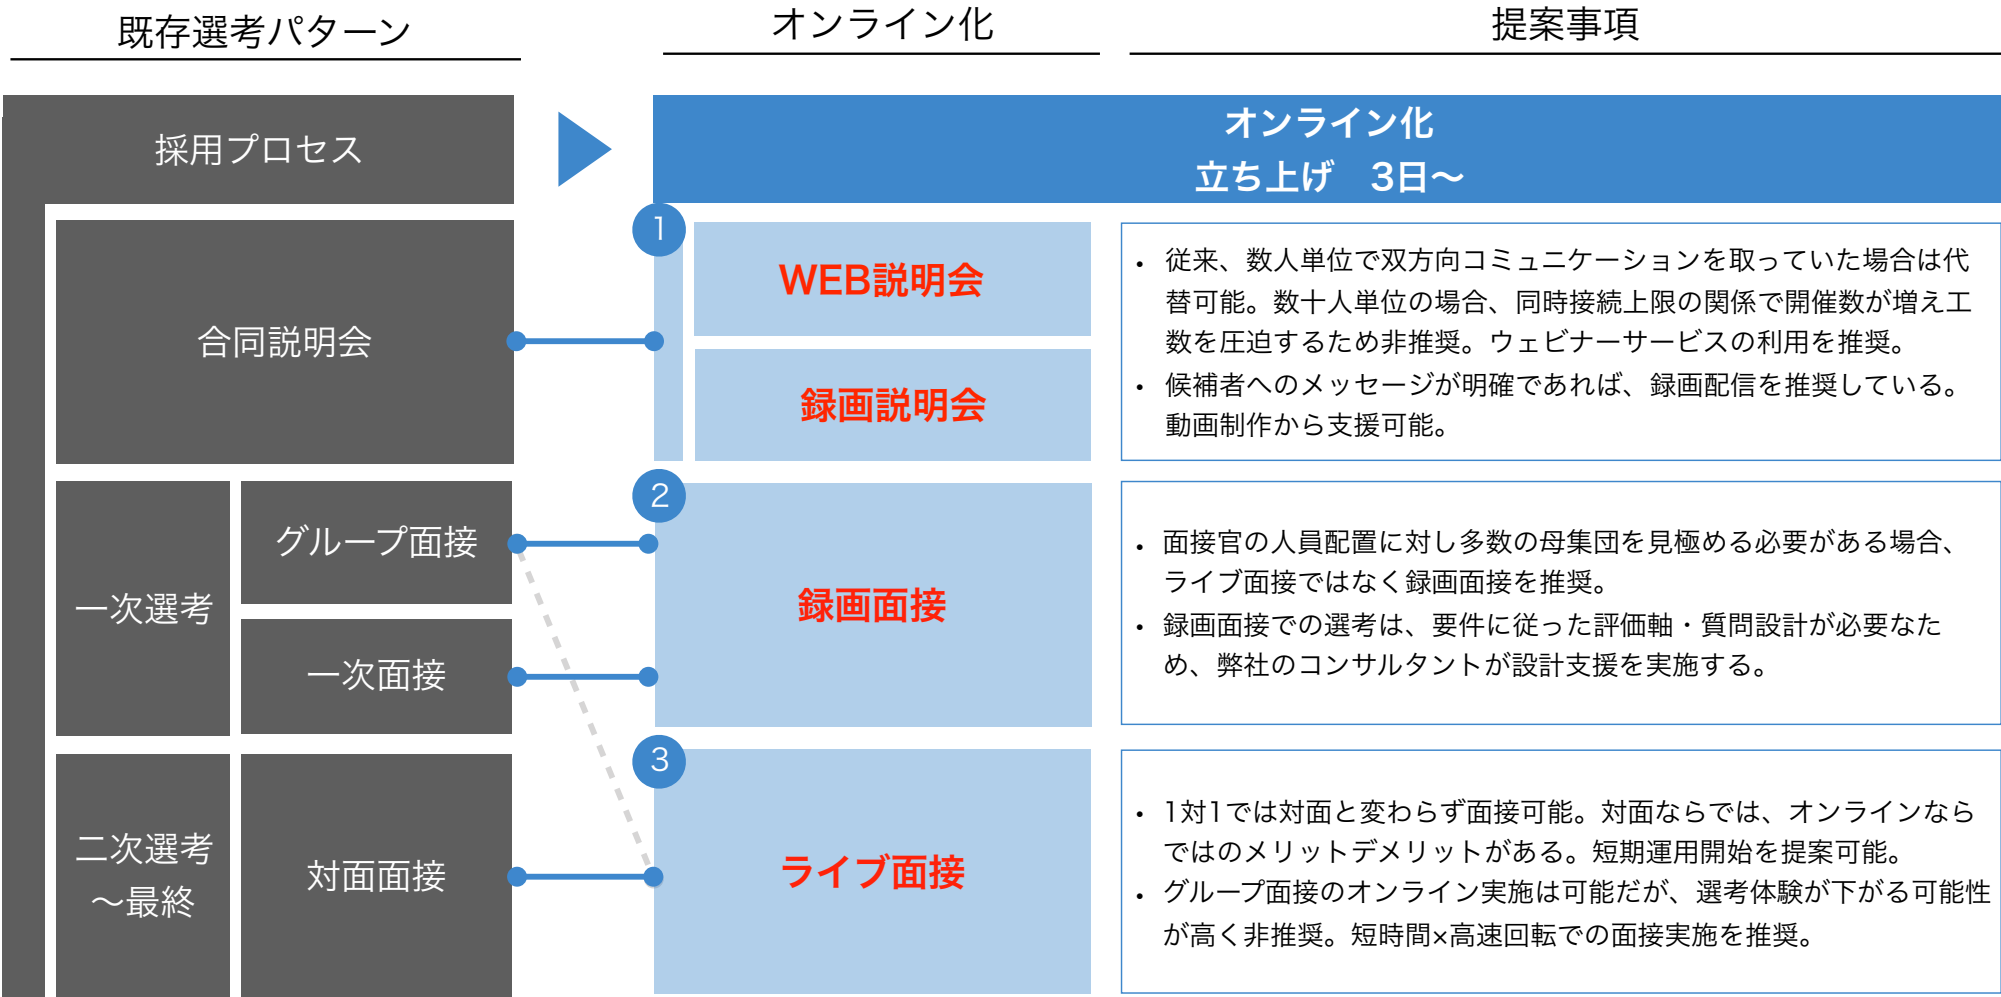 既存選考パターン
オンライン化
提案事項
採用プロセス
オンライン化
立ち上げ　3日〜
合同説明会
1
WEB説明会
録画説明会
• 従来、数人単位で双方向コミュニケーションを取っていた場合は代
替可能。数十人単位の場合、同時接続上限の関係で開催数が増え工
数を圧迫するため非推奨。ウェビナーサービスの利用を推奨。
• 候補者へのメッセージが明確であれば、録画配信を推奨している。
動画制作から支援可能。
一次選考
グループ面接
一次面接
2
録画面接
• 面接官の人員配置に対し多数の母集団を見極める必要がある場合、
ライブ面接ではなく録画面接を推奨。
• 録画面接での選考は、要件に従った評価軸・質問設計が必要なた
め、弊社のコンサルタントが設計支援を実施する。
二次選考
〜最終
対面面接
3
ライブ面接
• 1対1では対面と変わらず面接可能。対面ならでは、オンラインなら
ではのメリットデメリットがある。短期運用開始を提案可能。
• グループ面接のオンライン実施は可能だが、選考体験が下がる可能性
が高く非推奨。短時間×高速回転での面接実施を推奨。